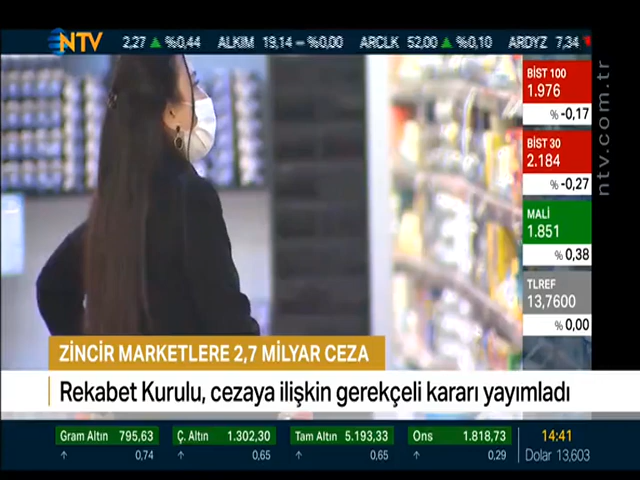 NTV 2,27 ▲ %0,44 ALKIM 19,14 – %0,00 ARCLK 52,00 ▲ %0,10 ARDYZ 7,34 ▼
BIST 100
1.976
% -0,17
BIST 30
2.184
% -0,27
MALİ
1.851
% 0,38
TLREF
13,7600
% 0,00
ntv.com.tr
ZİNCİR MARKETLERE 2,7 MİLYAR CEZA
Rekabet Kurulu, cezaya ilişkin gerekçeli kararı yayımladı
Gram Altın 795,63 Ç. Altın 1.302,30 Tam Altın 5.193,33 Ons 1.818,73 14:41
↑ 0,74 ↑ 0,65 ↑ 0,65 ↑ 0,29 Dolar 13,603